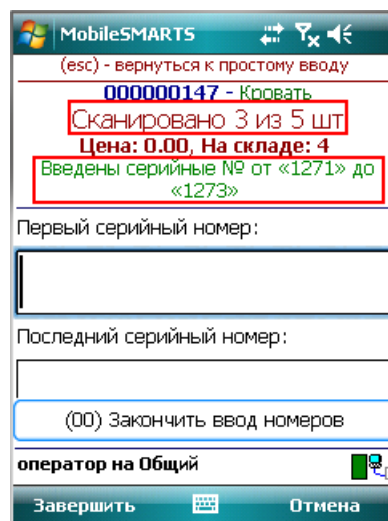 MobileSMARTS
(esc) - вернуться к простому вводу
000000147 - Кровать
Сканировано 3 из 5 шт
Цена: 0.00, На складе: 4
Введены серийные № от «1271» до
«1273»
Первый серийный номер:
Последний серийный номер:
(00) Закончить ввод номеров
оператор на Общий
Завершить Отмена